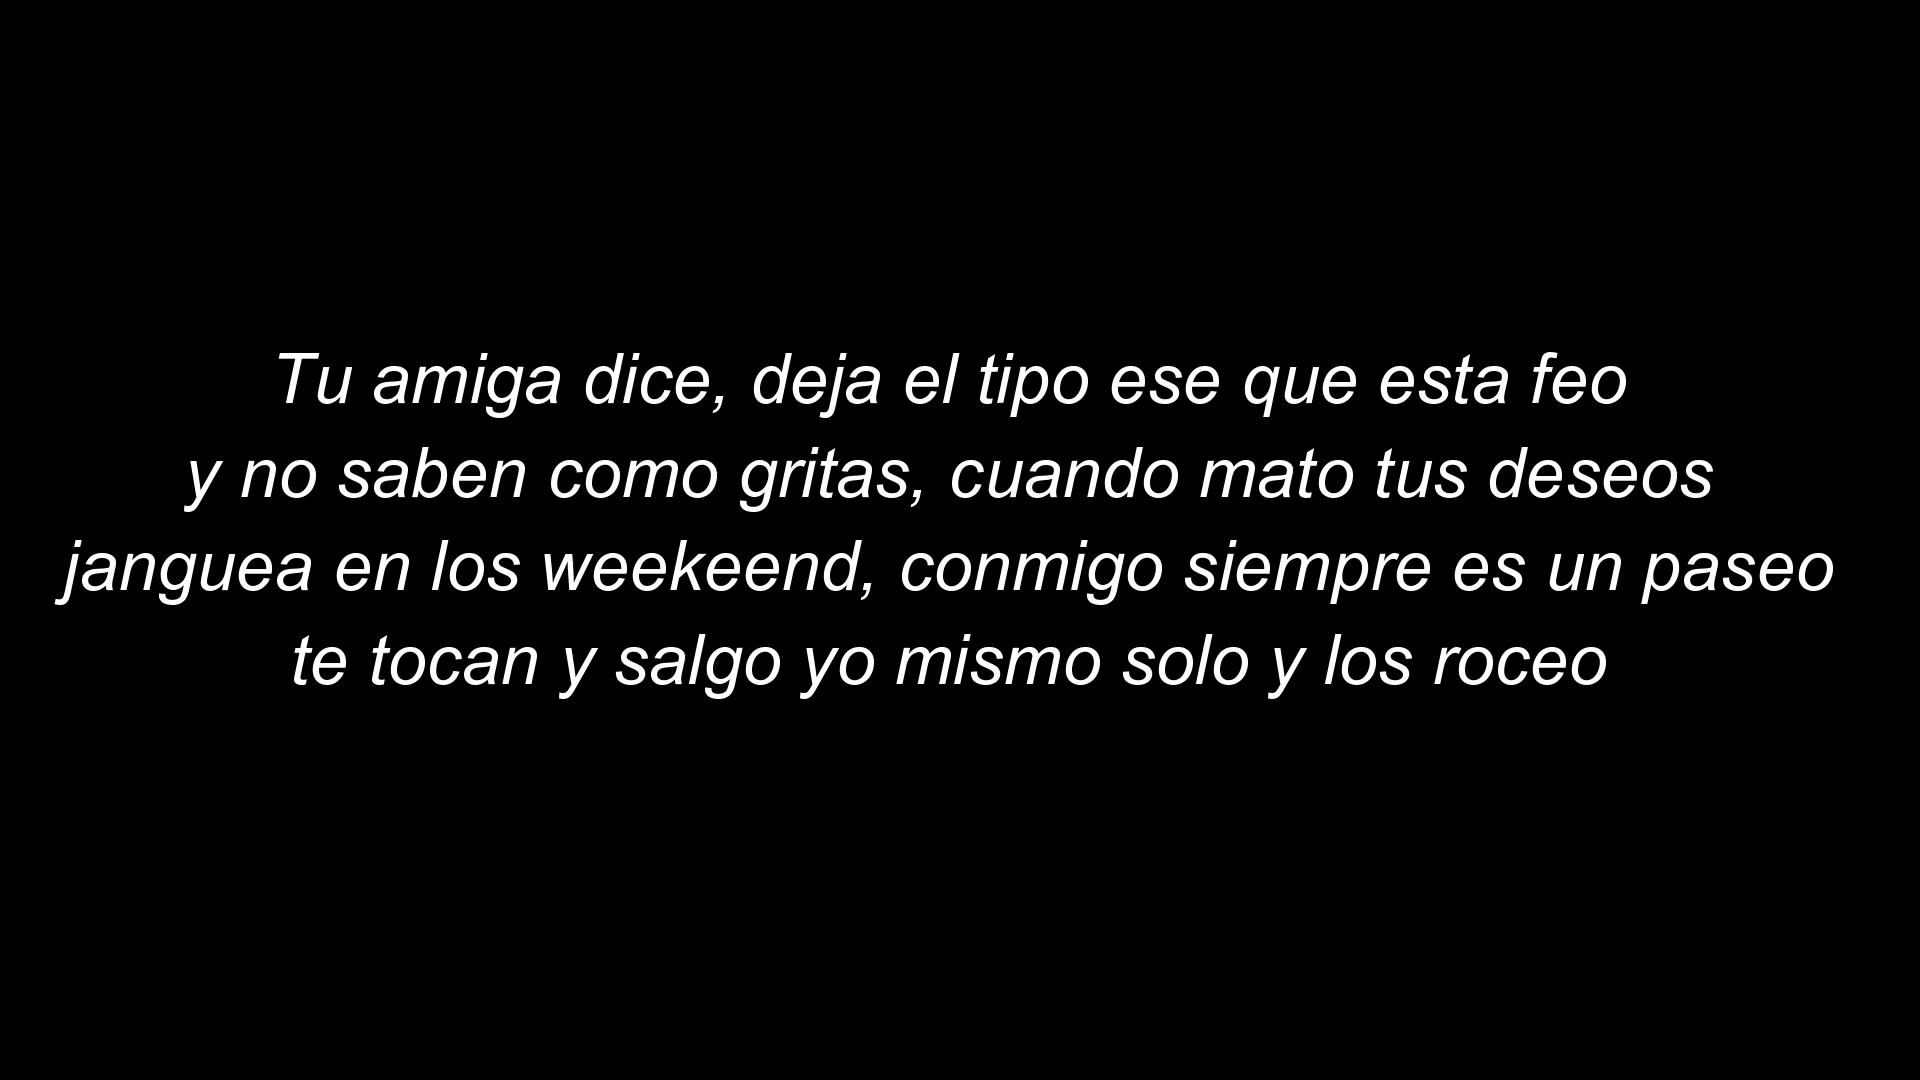 Tu amiga dice, deja el tipo ese que esta feo
y no saben como gritas, cuando mato tus deseos
janguea en los weekeend, conmigo siempre es un paseo
te tocan y salgo yo mismo solo y los roceo